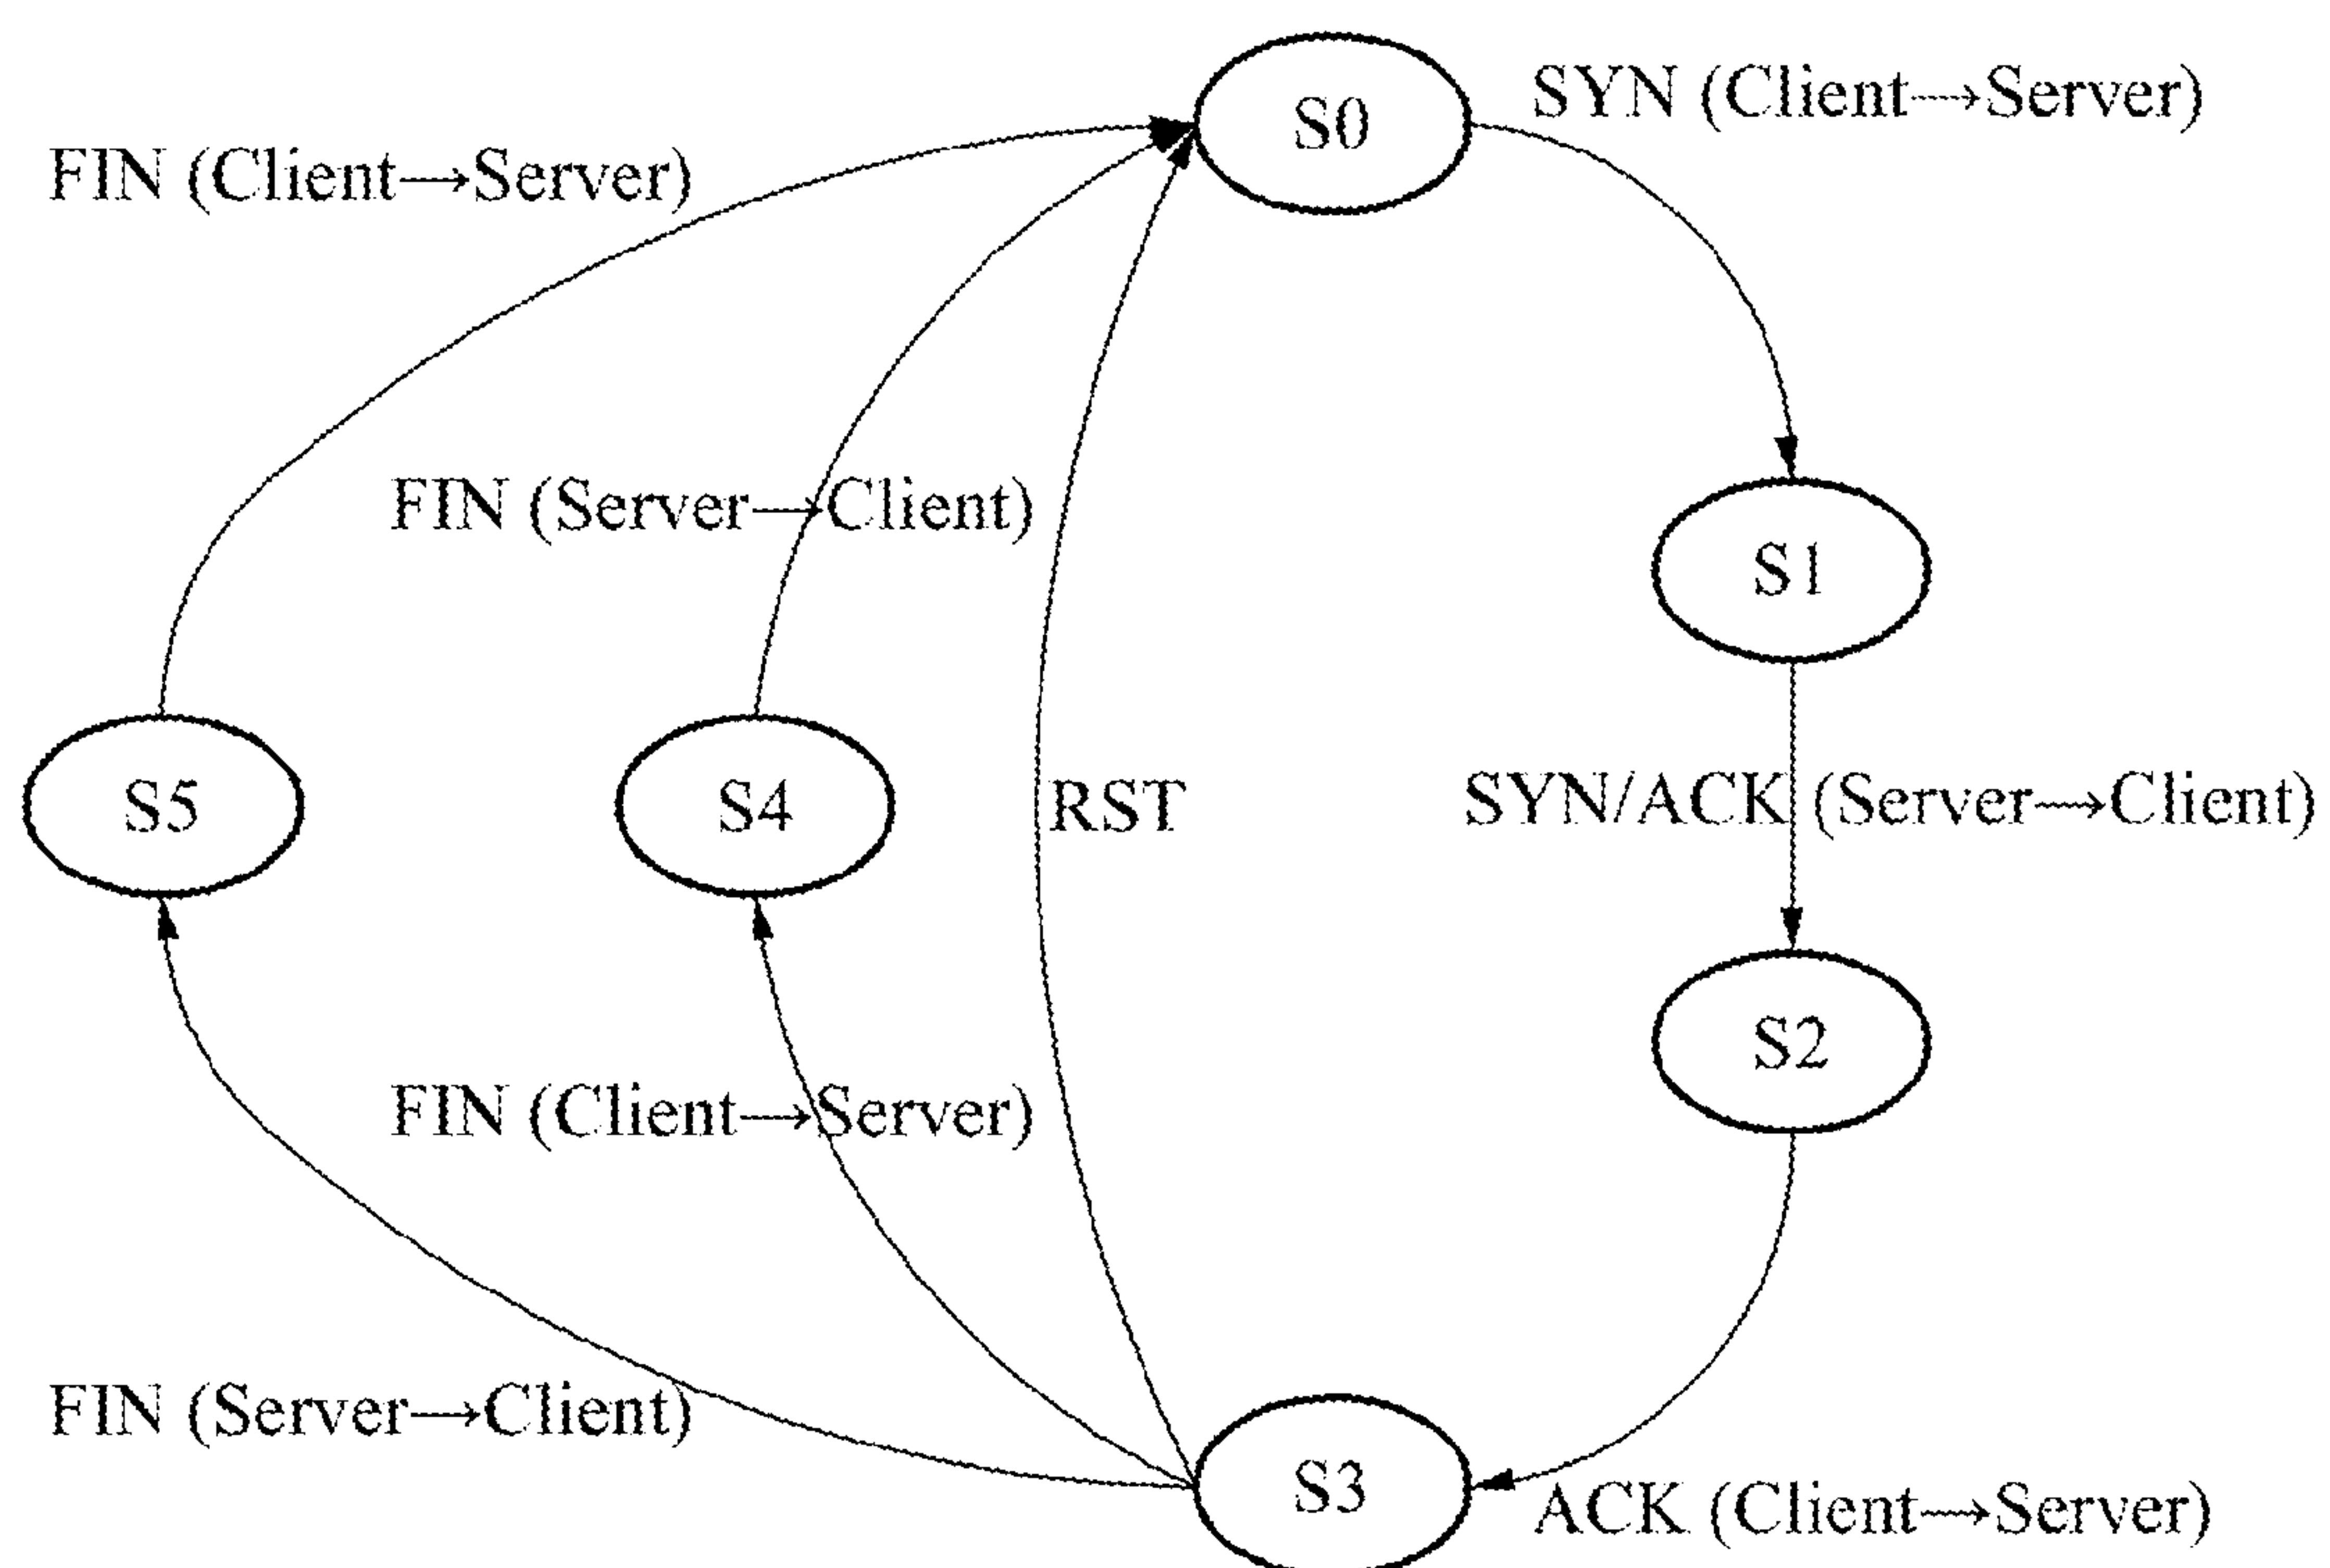 S0
SYN (Client→Server)
FIN (Client→Server)
FIN (Server→Client)
S1
S5
S4
RST
SYN/ACK (Server→Client)
S2
FIN (Client→Server)
FIN (Server→Client)
S3
ACK (Client→Server)